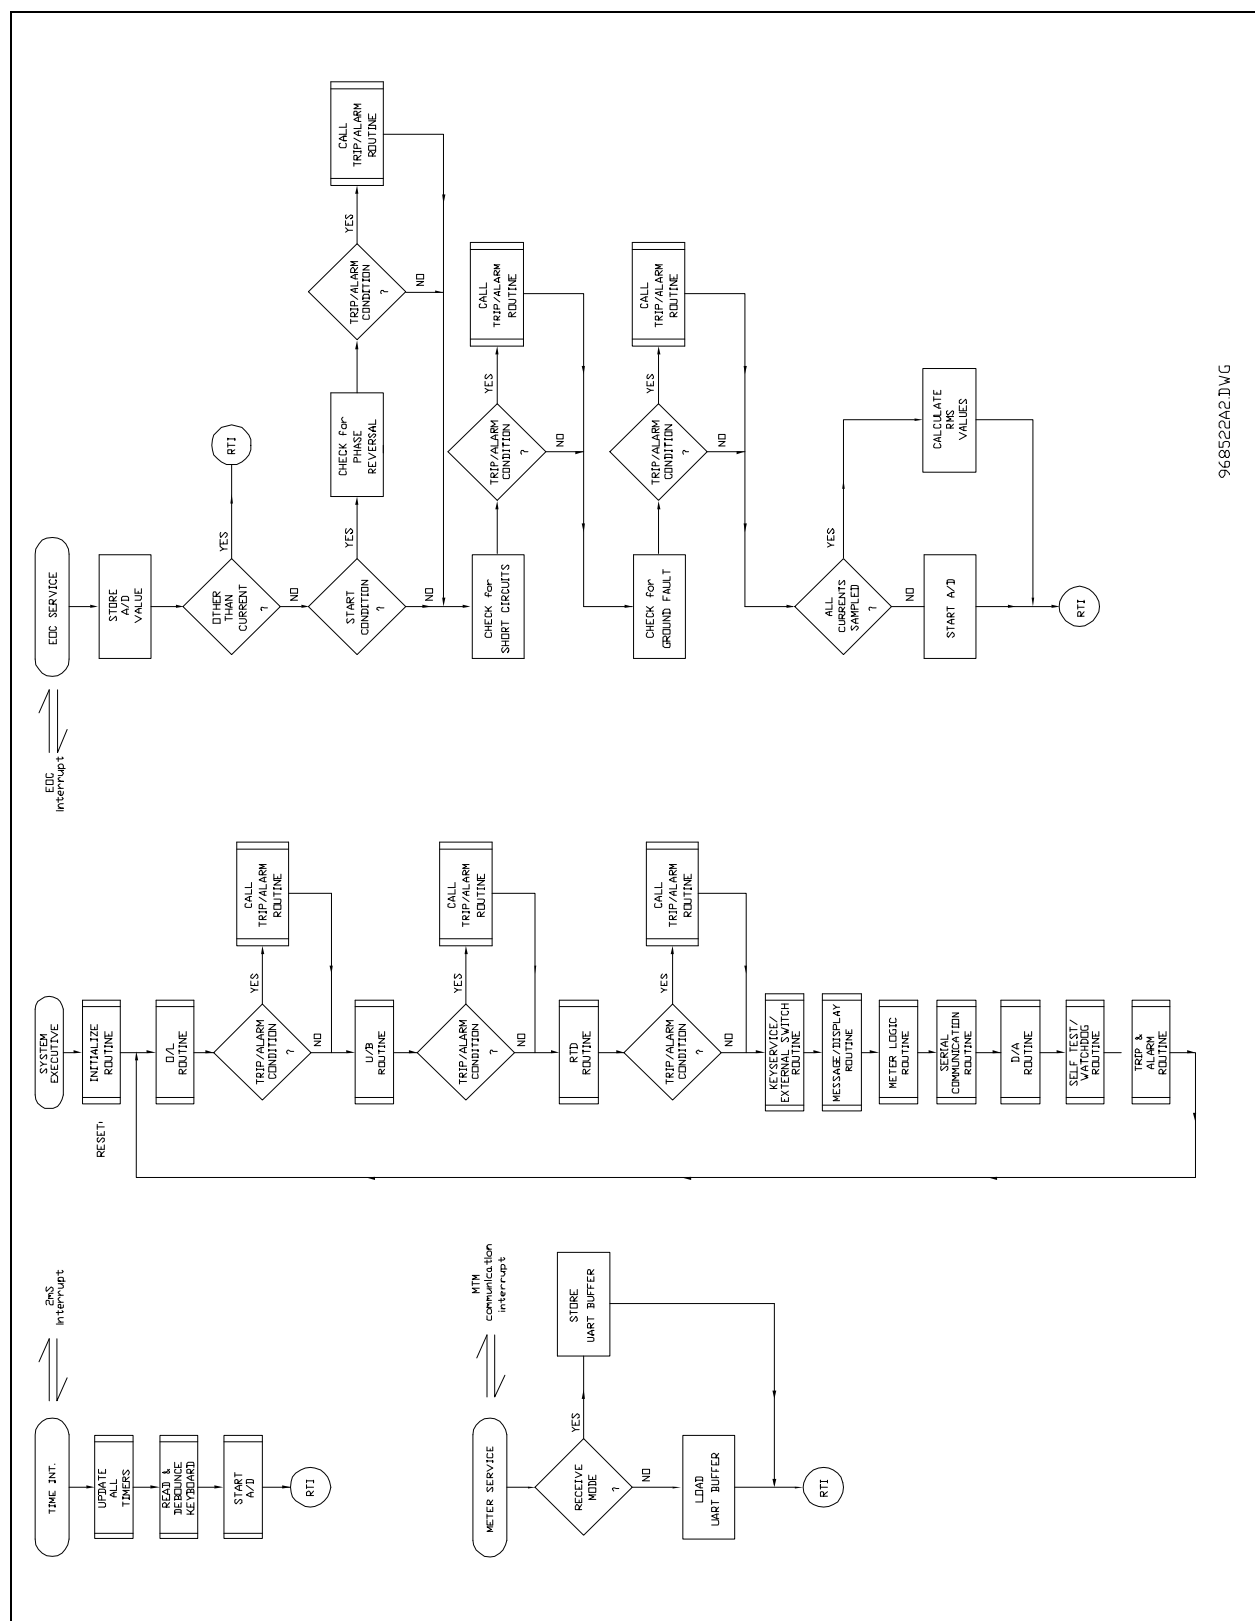 TIME INT.
2mS
Interrupt
UPDATE
ALL
TIMERS
READ &
DEBOUNCE
KEYBOARD
START
A/D
RTI
METER SERVICE
MTM
communication
interrupt
RECEIVE
MODE
?
YES
NO
STORE
UART BUFFER
LOAD
UART BUFFER
RTI
SYSTEM
EXECUTIVE
RESET:
INITIALIZE
ROUTINE
O/L
ROUTINE
TRIP/ALARM
CONDITION
?
YES
NO
CALL
TRIP/ALARM
ROUTINE
U/B
ROUTINE
TRIP/ALARM
CONDITION
?
YES
NO
CALL
TRIP/ALARM
ROUTINE
RTD
ROUTINE
TRIP/ALARM
CONDITION
?
YES
NO
CALL
TRIP/ALARM
ROUTINE
KEYSERVICE/
EXTERNAL SWITCH
ROUTINE
MESSAGE/DISPLAY
ROUTINE
METER LOGIC
ROUTINE
SERIAL
COMMUNICATION
ROUTINE
D/A
ROUTINE
SELF TEST/
WATCHDOG
ROUTINE
TRIP &
ALARM
ROUTINE
EOC
Interrupt
EOC SERVICE
STORE
A/D
VALUE
OTHER
THAN
CURRENT
?
YES
NO
RTI
START
CONDITION
?
YES
NO
CHECK for
PHASE
REVERSAL
TRIP/ALARM
CONDITION
?
YES
NO
CALL
TRIP/ALARM
ROUTINE
CHECK for
SHORT CIRCUITS
TRIP/ALARM
CONDITION
?
YES
NO
CALL
TRIP/ALARM
ROUTINE
CHECK for
GROUND FAULT
TRIP/ALARM
CONDITION
?
YES
NO
CALL
TRIP/ALARM
ROUTINE
ALL
CURRENTS
SAMPLED
?
YES
NO
CALCULATE
RMS
VALUES
START A/D
RTI
968522A2.DWG